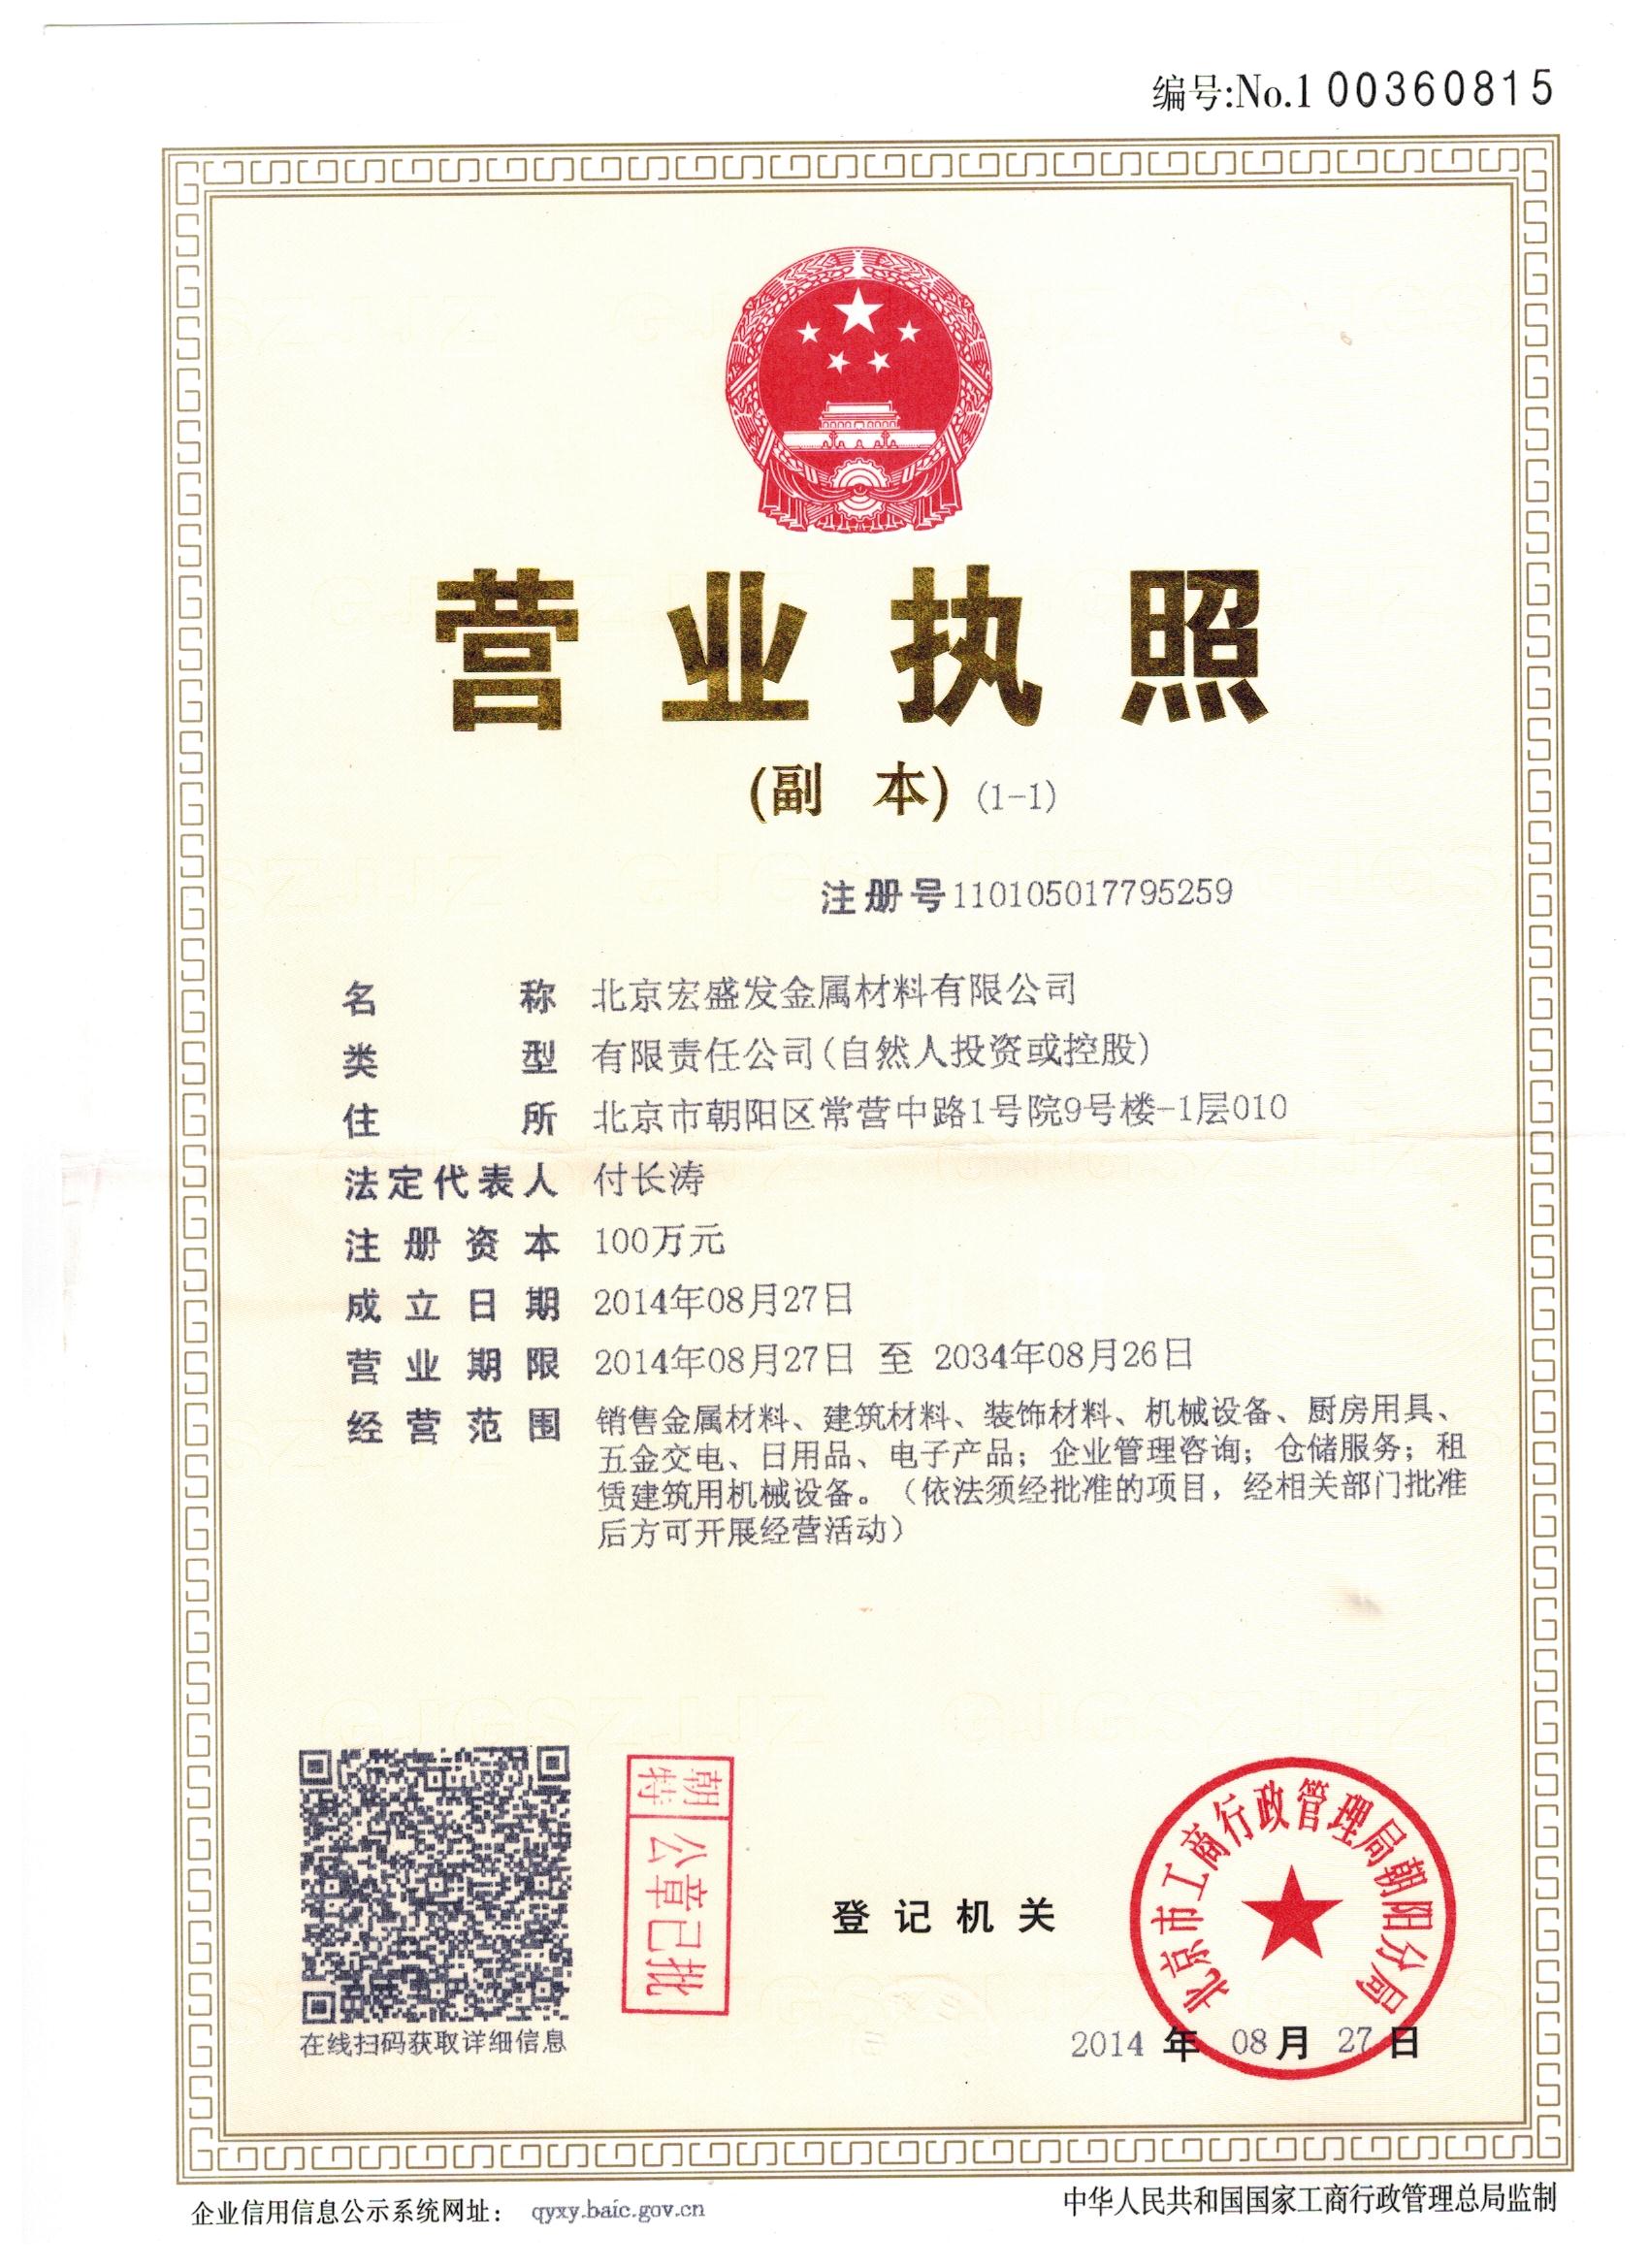 编号:No.1 00360815
营业执照
(副 本) (1-1)
注册号110105017795259
名称 北京宏盛发金属材料有限公司
类型 有限责任公司(自然人投资或控股)
住所 北京市朝阳区常营中路1号院9号楼-1层010
法定代表人 付长涛
注册资本 100万元
成立日期 2014年08月27日
营业期限 2014年08月27日 至 2034年08月26日
经营范围 销售金属材料、建筑材料、装饰材料、机械设备、厨房用具、
五金交电、日用品、电子产品；企业管理咨询；仓储服务；租
赁建筑用机械设备。（依法须经批准的项目，经相关部门批准
后方可开展经营活动）
朝
特
公章已批
北京市工商行政管理局朝阳分局
登记机关
2014 年 08 月 27 日
在线扫码获取详细信息
企业信用信息公示系统网址： qyxy.baic.gov.cn
中华人民共和国国家工商行政管理总局监制